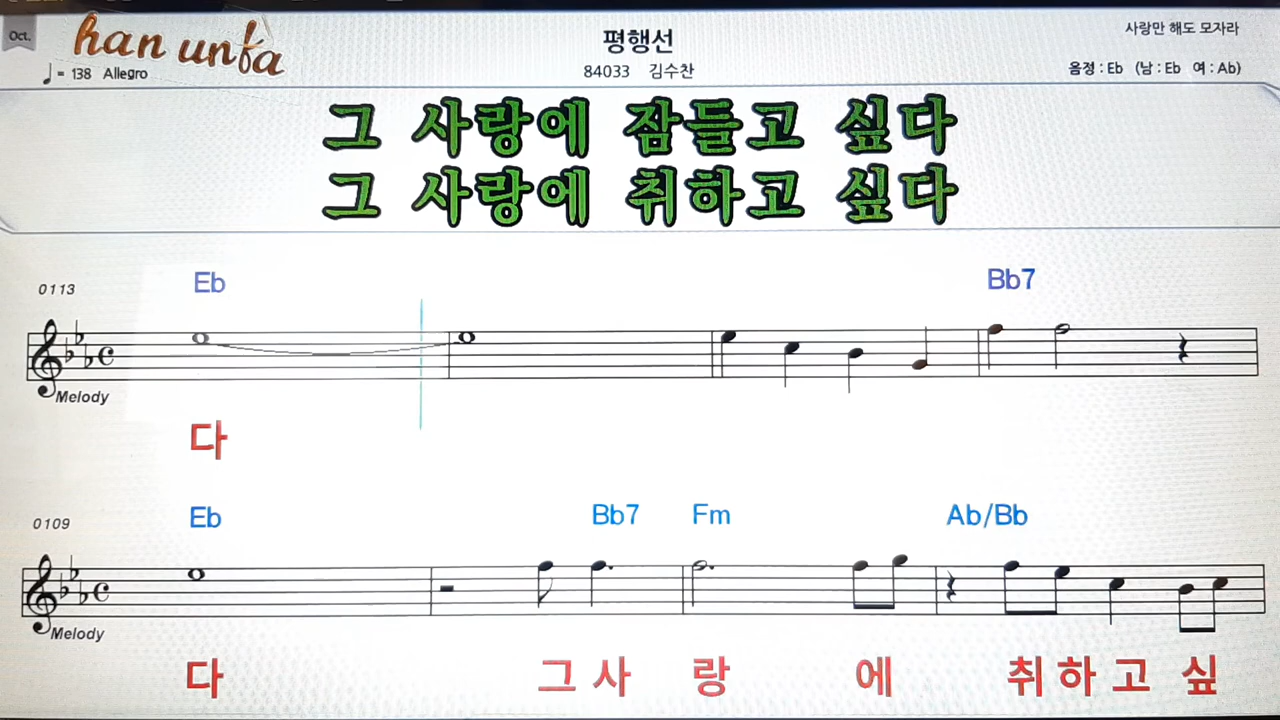 Oct.
han unfa
평행선
사랑만 해도 모자라
♩= 138 Allegro
84033 김수찬
음정 : Eb (남 : Eb 여 : Ab)
그 사랑에 잠들고 싶다
그 사랑에 취하고 싶다
0113
Eb
Bb7
Melody
다
0109
Eb Bb7 Fm Ab/Bb
Melody
다 그 사 랑 에 취 하 고 싶